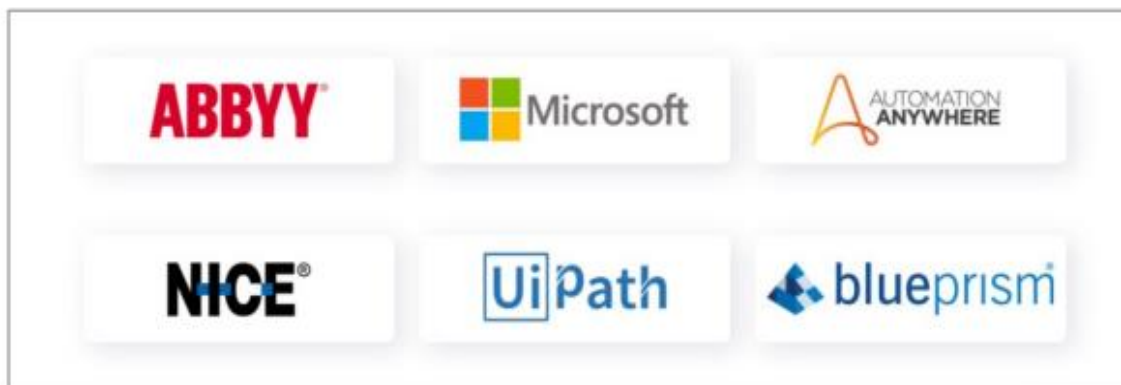 ABBYY®
Microsoft
AUTOMATION
ANYWHERE
NICE®
UiPath
blueprism®